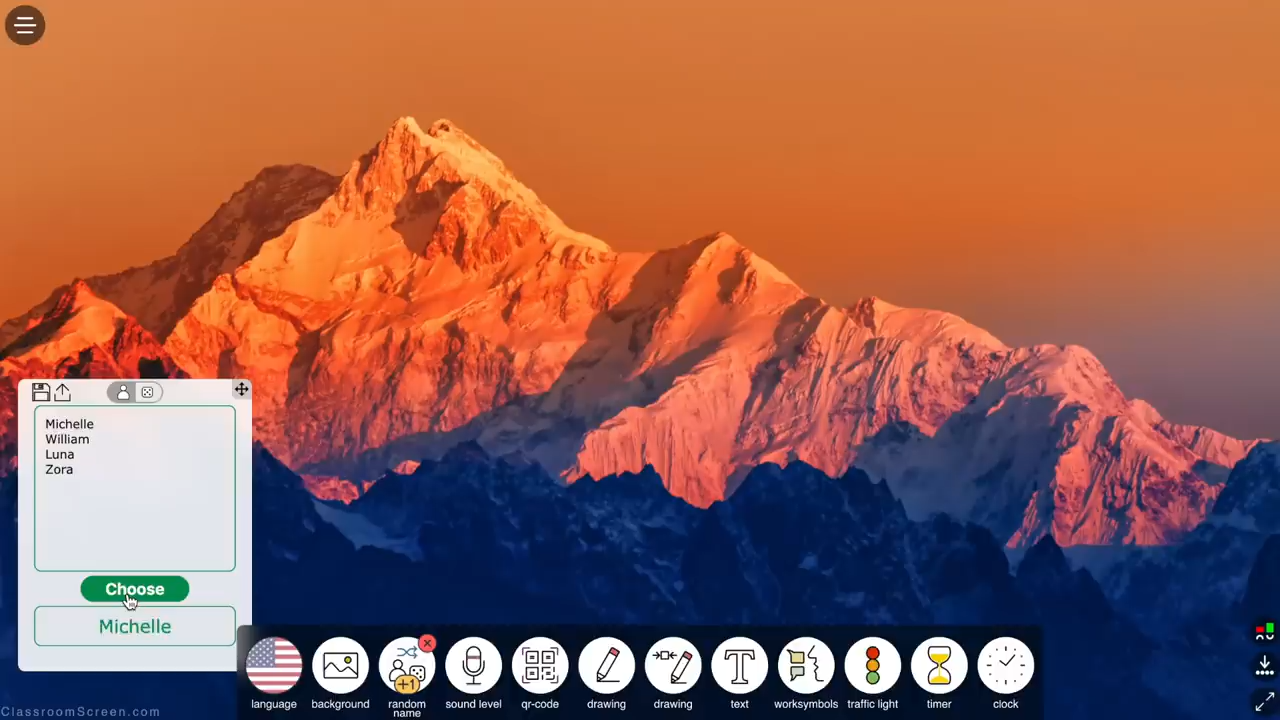 Michelle
William
Luna
Zora
Choose
Michelle
+1
T
language
background
random
name
sound level
qr-code
drawing
drawing
text
worksymbols
traffic light
timer
clock
ClassroomScreen.com